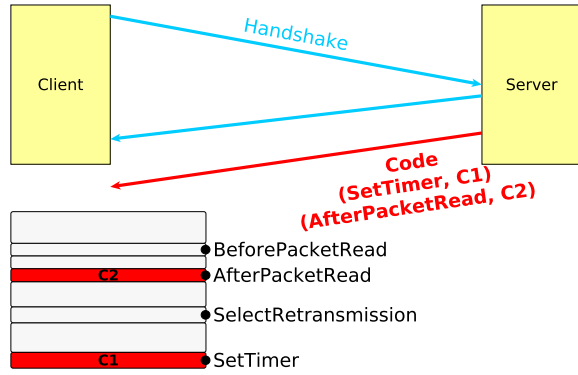 Handshake
Client
Server
Code
(SetTimer, C1)
(AfterPacketRead, C2)
BeforePacketRead
C2
AfterPacketRead
SelectRetransmission
C1
SetTimer